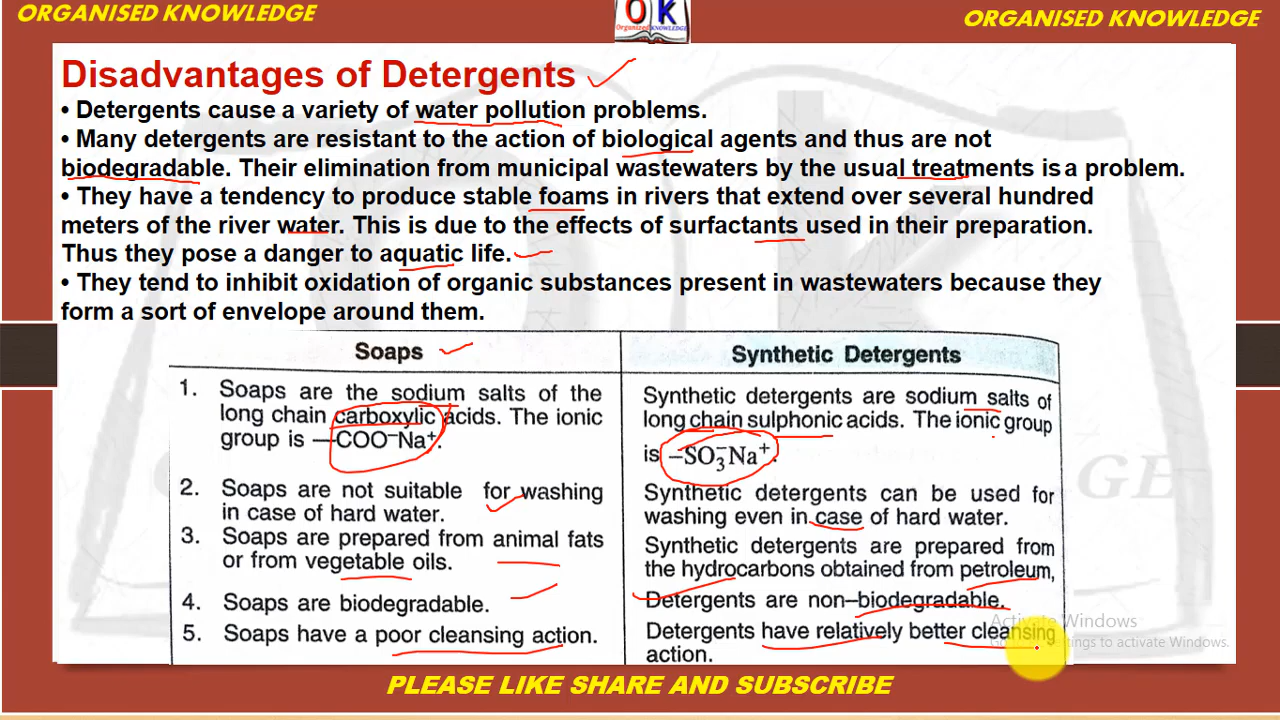 ORGANISED KNOWLEDGE
OK
Organized KNOWLEDGE
ORGANISED KNOWLEDGE
Disadvantages of Detergents
• Detergents cause a variety of water pollution problems.
• Many detergents are resistant to the action of biological agents and thus are not
biodegradable. Their elimination from municipal wastewaters by the usual treatments is a problem.
• They have a tendency to produce stable foams in rivers that extend over several hundred
meters of the river water. This is due to the effects of surfactants used in their preparation.
Thus they pose a danger to aquatic life.
• They tend to inhibit oxidation of organic substances present in wastewaters because they
form a sort of envelope around them.
Soaps
1. Soaps are the sodium salts of the
long chain carboxylic acids. The ionic
group is —COO⁻Na⁺.
2. Soaps are not suitable for washing
in case of hard water.
3. Soaps are prepared from animal fats
or from vegetable oils.
4. Soaps are biodegradable.
5. Soaps have a poor cleansing action.
Synthetic Detergents
Synthetic detergents are sodium salts of
long chain sulphonic acids. The ionic group
is –SO₃⁻Na⁺.
Synthetic detergents can be used for
washing even in case of hard water.
Synthetic detergents are prepared from
the hydrocarbons obtained from petroleum,
Detergents are non–biodegradable.
Detergents have relatively better cleansing
action.
Activate Windows
Go to Settings to activate Windows.
PLEASE LIKE SHARE AND SUBSCRIBE